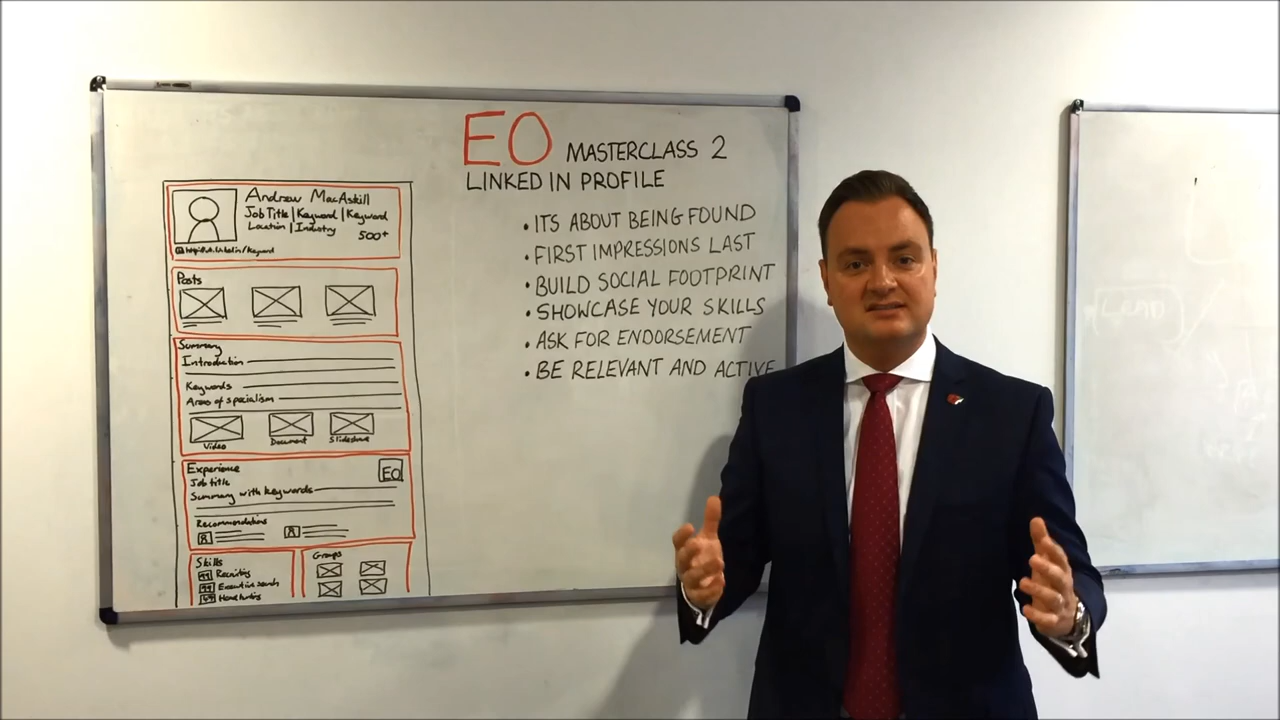 Andrew MacAskill
Job Title | Keyword | Keyword
Location | Industry
500+
Posts
Summary
Introduction
Keywords
Areas of specialism
Video Document Slideshare
Experience
EO
Job title
Summary with keywords
Recommendations
Skills
99 Recruiting
99 Executive search
Groups
EO MASTERCLASS 2
LINKED IN PROFILE
• ITS ABOUT BEING FOUND
• FIRST IMPRESSIONS LAST
• BUILD SOCIAL FOOTPRINT
• SHOWCASE YOUR SKILLS
• ASK FOR ENDORSEMENT
• BE RELEVANT AND ACTIVE